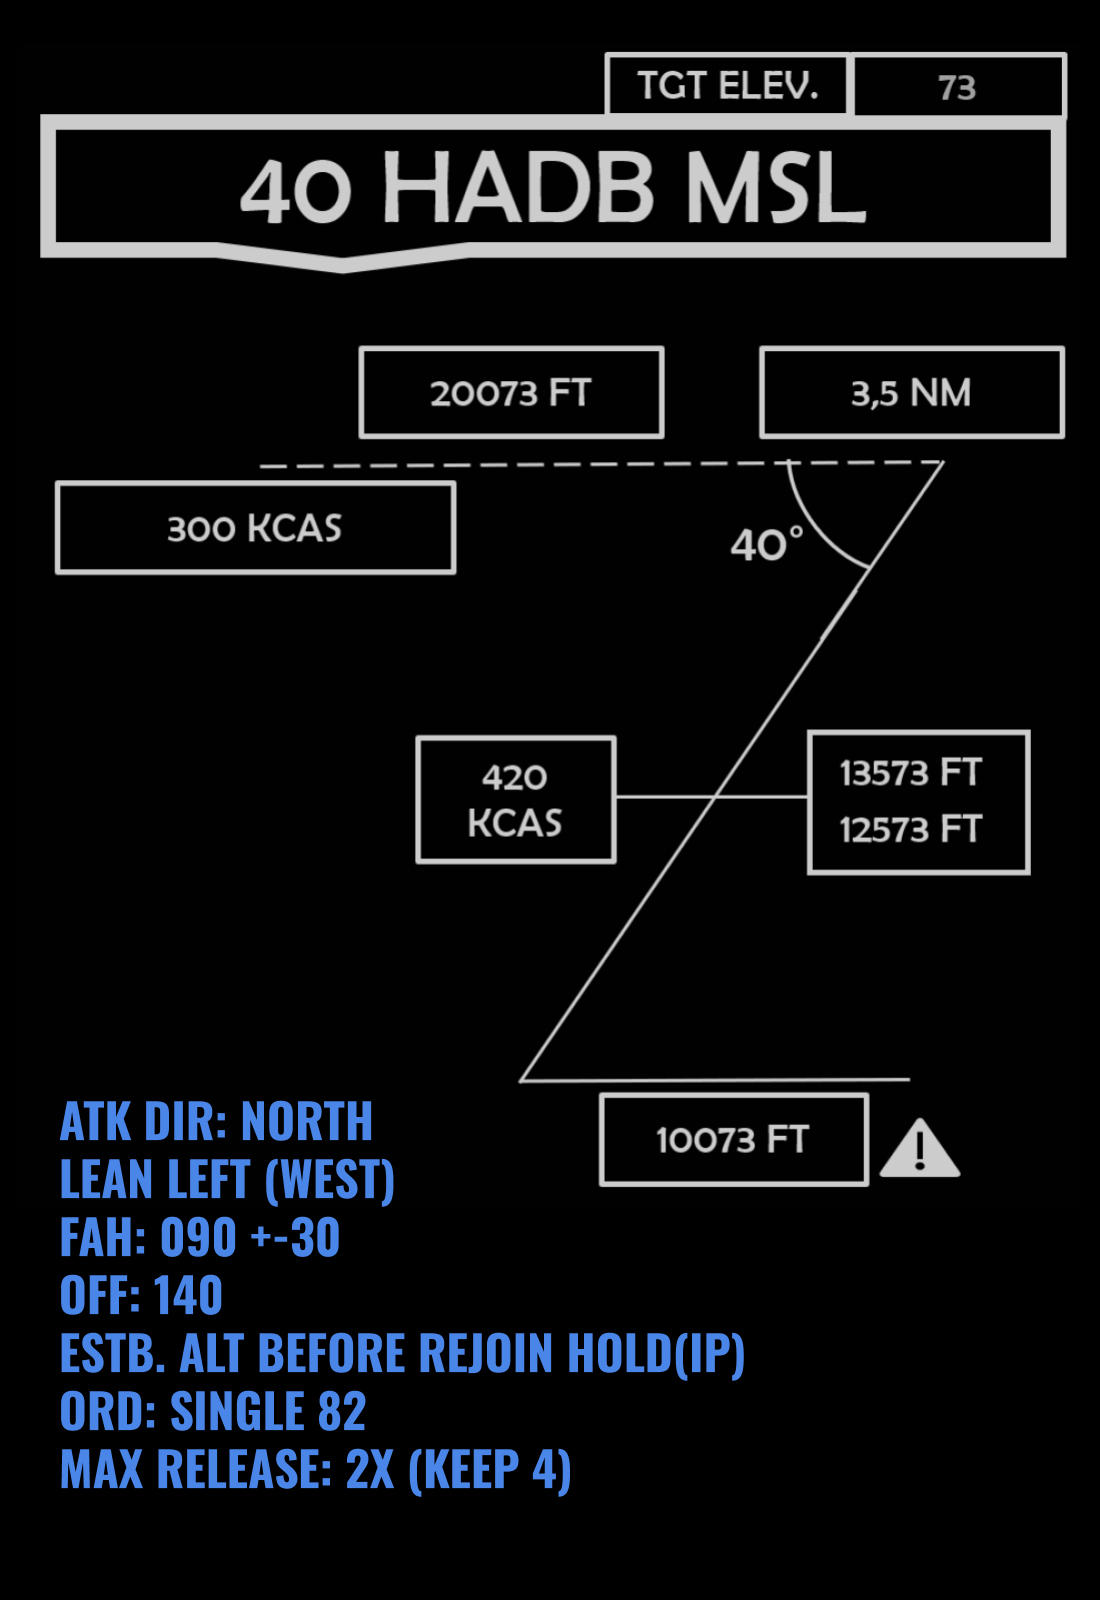 TGT ELEV. 73
40 HADB MSL
20073 FT 3,5 NM
300 KCAS
40°
420
KCAS
13573 FT
12573 FT
10073 FT
!
ATK DIR: NORTH
LEAN LEFT (WEST)
FAH: 090 +-30
OFF: 140
ESTB. ALT BEFORE REJOIN HOLD(IP)
ORD: SINGLE 82
MAX RELEASE: 2X (KEEP 4)